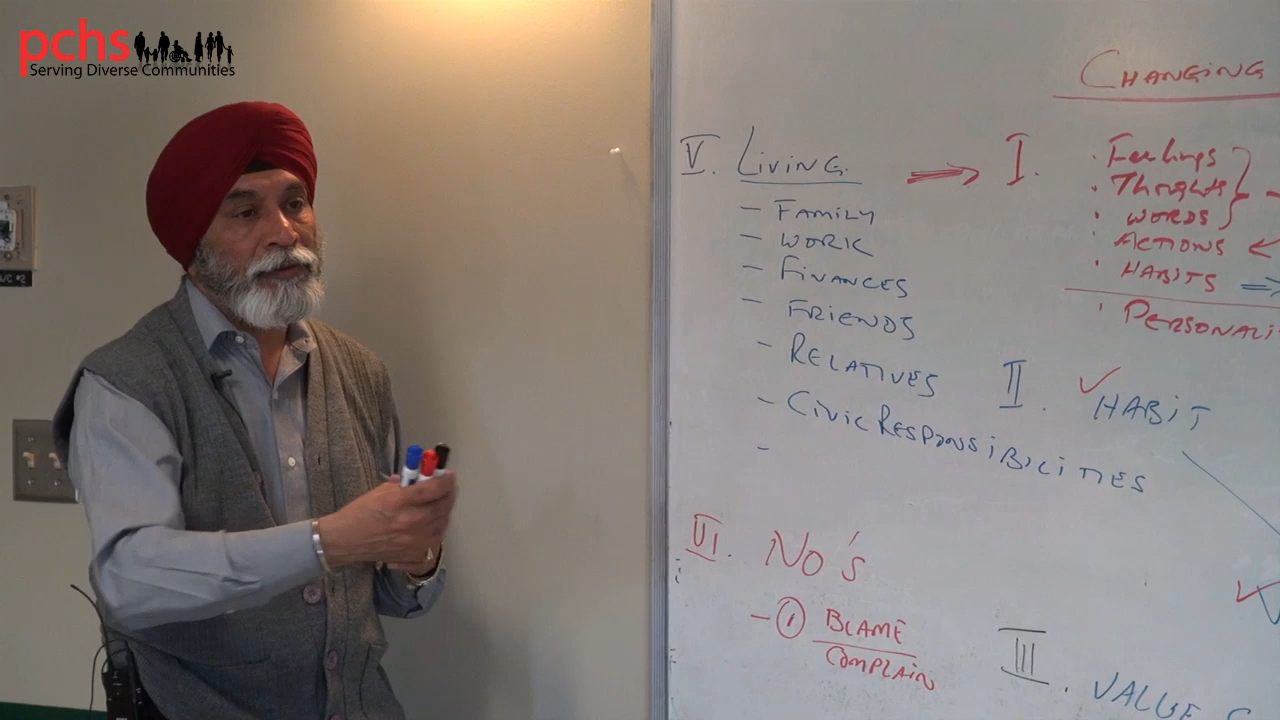 pchs
Serving Diverse Communities
CHANGING
V. LiviNG
– FAMILY
– WORK
– FiNANCES
– FRiENDS
– RELATIVES
– Civic RESPONSiBiLiTiES
–
I.
· Feelings
· Thoughts
· WORDS
· ACTiONS
· HABITS
· PERSONALi
II. HABiT
VI. NO's
– 1 BLAME
COMPLAiN
III. VALUES